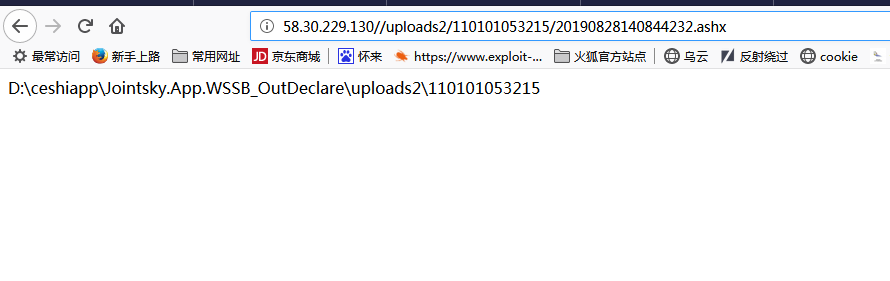 58.30.229.130//uploads2/110101053215/20190828140844232.ashx
最常访问 新手上路 常用网址 JD 京东商城 怀来 https://www.exploit-... 火狐官方站点 乌云 反射绕过 cookie
D:\ceshiapp\Jointsky.App.WSSB_OutDeclare\uploads2\110101053215